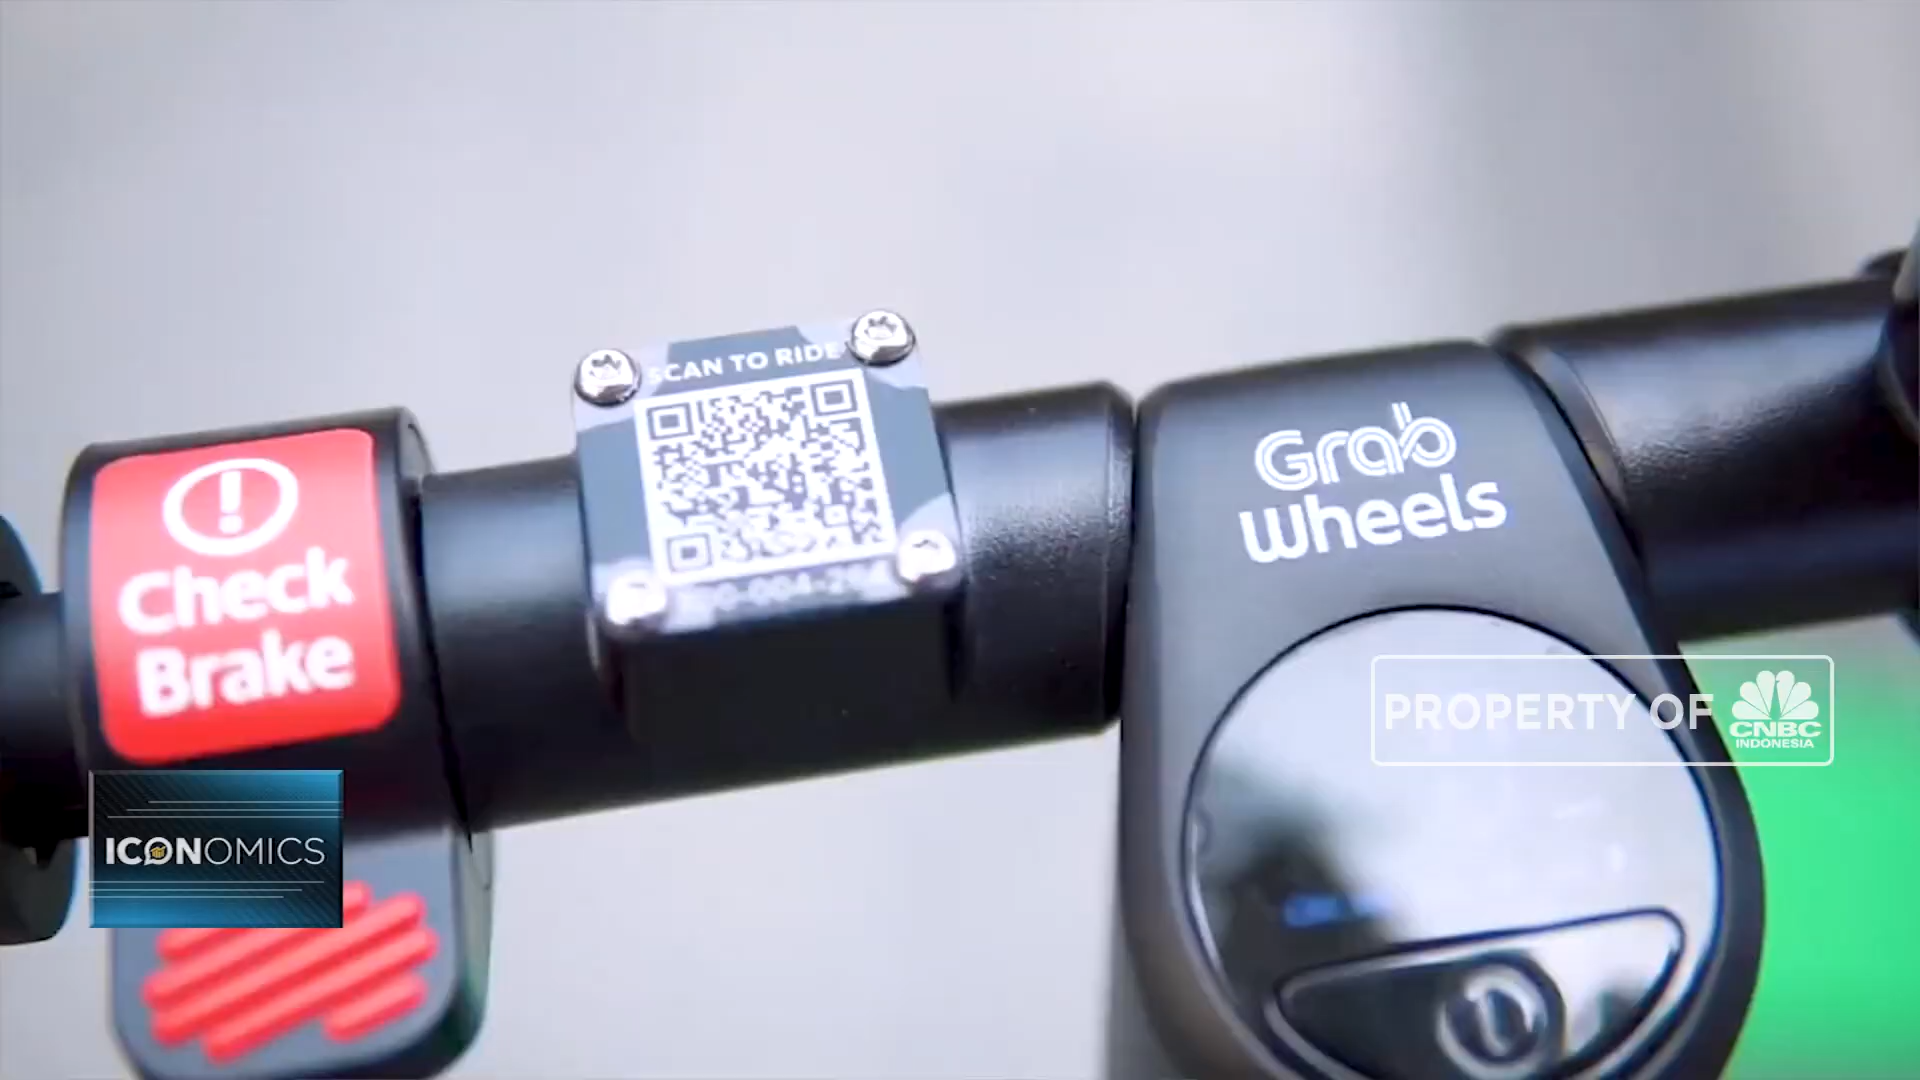 SCAN TO RIDE
Grab
wheels
!
Check
Brake
PROPERTY OF
CNBC
INDONESIA
ICONOMICS